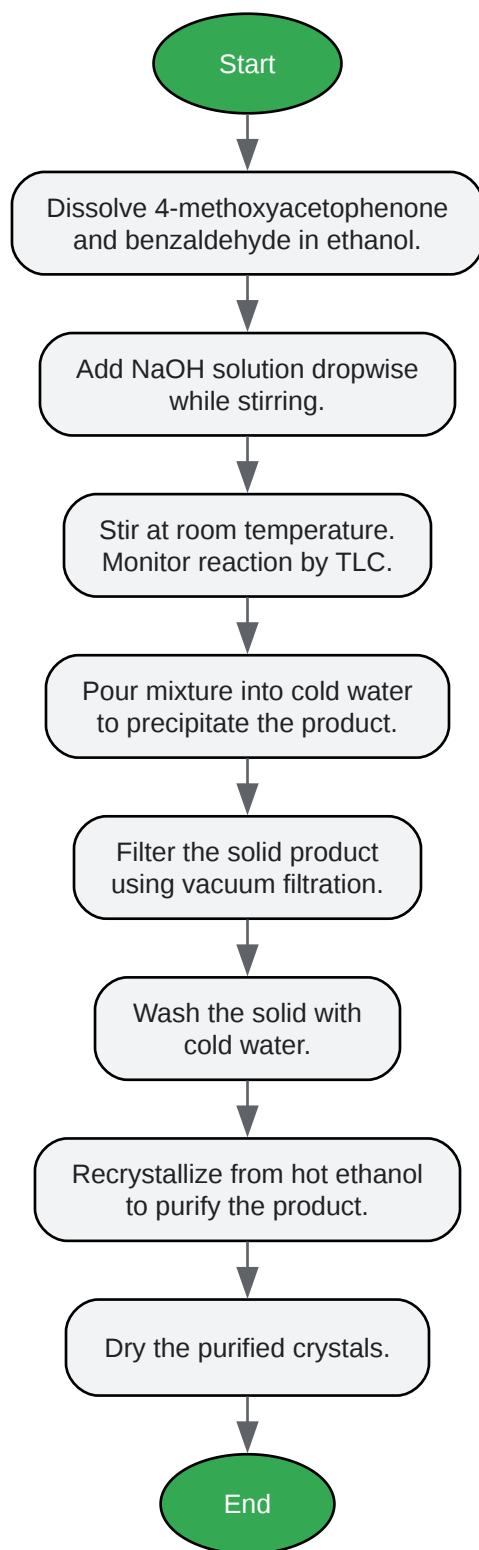 Start
Dissolve 4-methoxyacetophenone
and benzaldehyde in ethanol.
Add NaOH solution dropwise
while stirring.
Stir at room temperature.
Monitor reaction by TLC.
Pour mixture into cold water
to precipitate the product.
Filter the solid product
using vacuum filtration.
Wash the solid with
cold water.
Recrystallize from hot ethanol
to purify the product.
Dry the purified crystals.
End